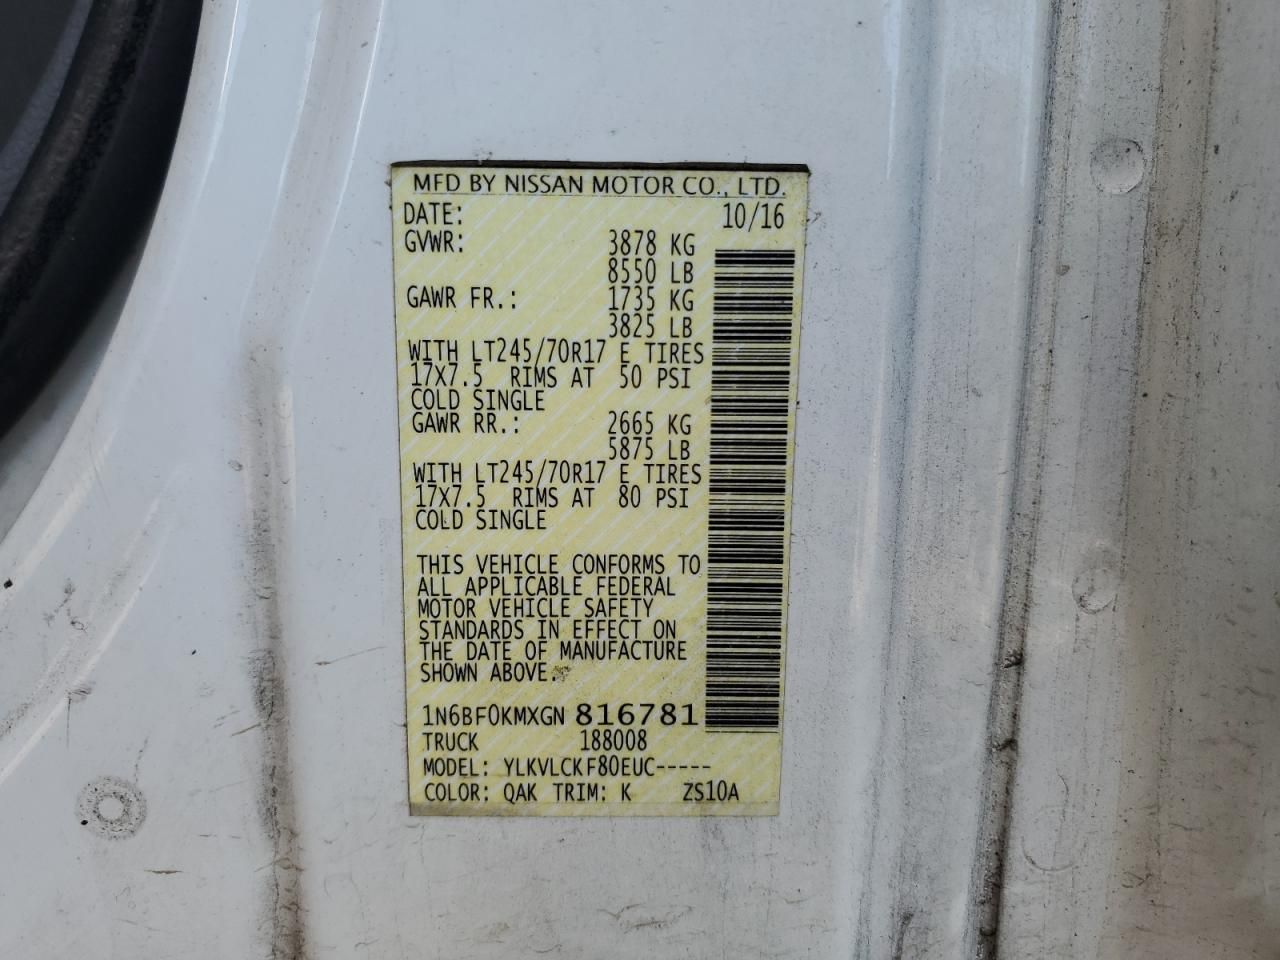 MFD BY NISSAN MOTOR CO., LTD.
DATE: 10/16
GVWR: 3878 KG
8550 LB
GAWR FR.: 1735 KG
3825 LB
WITH LT245/70R17 E TIRES
17X7.5 RIMS AT 50 PSI
COLD SINGLE
GAWR RR.: 2665 KG
5875 LB
WITH LT245/70R17 E TIRES
17X7.5 RIMS AT 80 PSI
COLD SINGLE
THIS VEHICLE CONFORMS TO
ALL APPLICABLE FEDERAL
MOTOR VEHICLE SAFETY
STANDARDS IN EFFECT ON
THE DATE OF MANUFACTURE
SHOWN ABOVE.
1N6BF0KMXGN 816781
TRUCK 188008
MODEL: YLKVLCKF80EUC-----
COLOR: QAK TRIM: K ZS10A